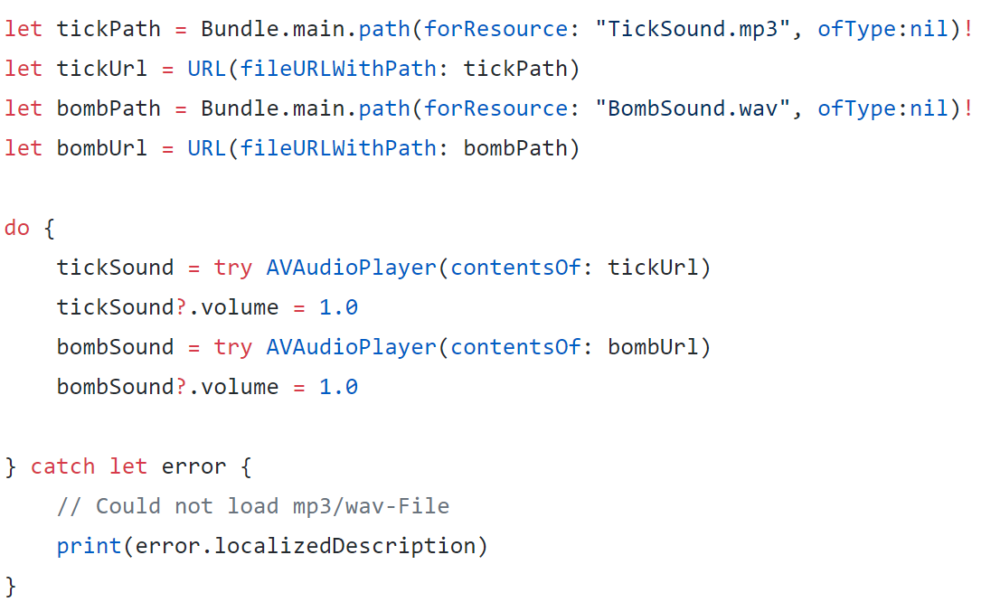 let tickPath = Bundle.main.path(forResource: "TickSound.mp3", ofType:nil)!
let tickUrl = URL(fileURLWithPath: tickPath)
let bombPath = Bundle.main.path(forResource: "BombSound.wav", ofType:nil)!
let bombUrl = URL(fileURLWithPath: bombPath)

do {
    tickSound = try AVAudioPlayer(contentsOf: tickUrl)
    tickSound?.volume = 1.0
    bombSound = try AVAudioPlayer(contentsOf: bombUrl)
    bombSound?.volume = 1.0

} catch let error {
    // Could not load mp3/wav-File
    print(error.localizedDescription)
}